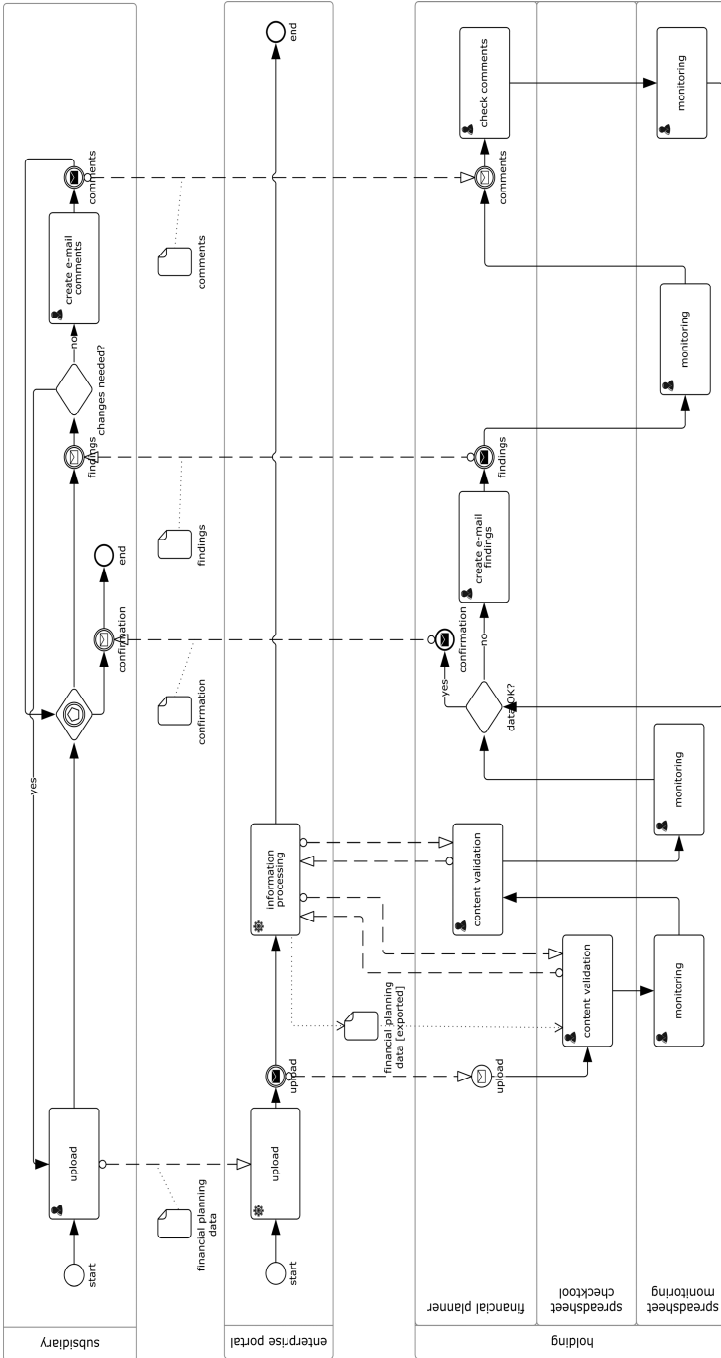 subsidiary
start
upload
yes
confirmation
end
findings
changes needed?
no
create e-mail
comments
comments
financial planning
data
confirmation
findings
comments
enterprise portal
start
upload
upload
information
processing
end
financial planning
data [exported]
holding
financial planner
upload
content validation
data OK?
yes
confirmation
no
create e-mail
findings
findings
comments
check comments
spreadsheet
checktool
content validation
spreadsheet
monitoring
monitoring
monitoring
monitoring
monitoring